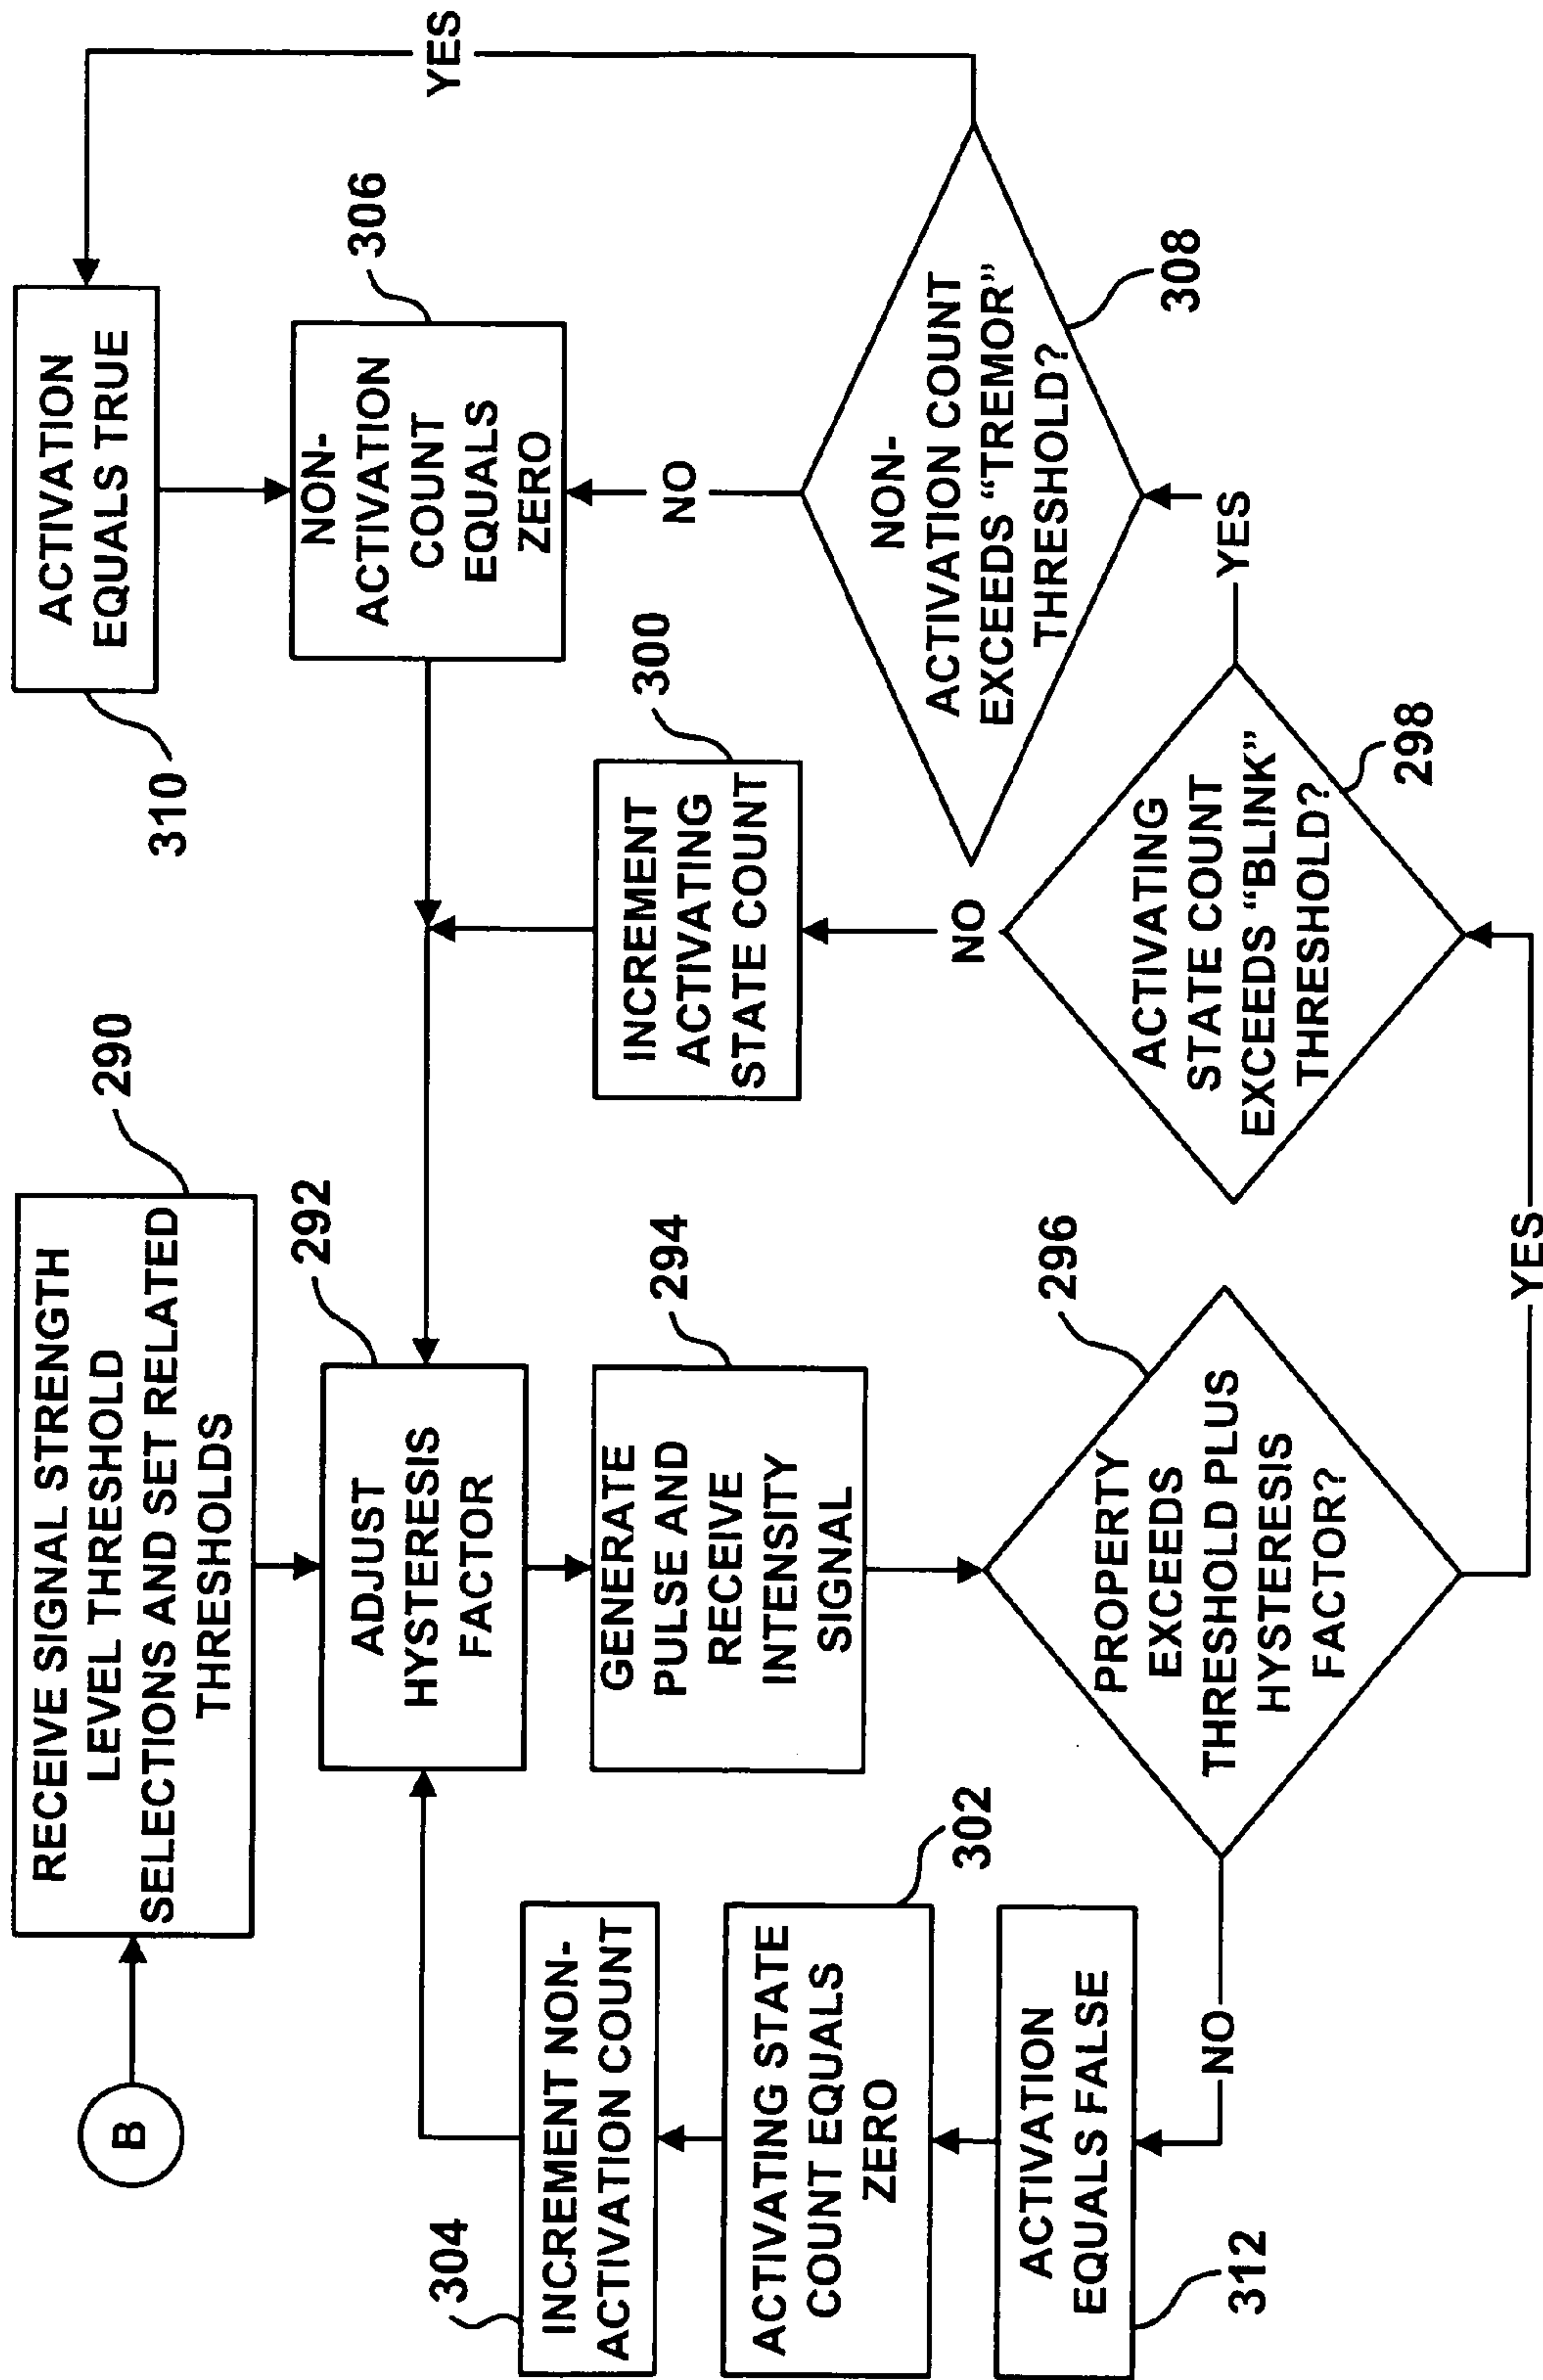 B
RECEIVE SIGNAL STRENGTH
LEVEL THRESHOLD
SELECTIONS AND SET RELATED
THRESHOLDS
290
ADJUST
HYSTERESIS
FACTOR
292
GENERATE
PULSE AND
RECEIVE
INTENSITY
SIGNAL
294
PROPERTY
EXCEEDS
THRESHOLD PLUS
HYSTERESIS
FACTOR?
296
NO
YES
ACTIVATION
EQUALS FALSE
312
ACTIVATING STATE
COUNT EQUALS
ZERO
302
INCREMENT NON-
ACTIVATION COUNT
304
ACTIVATING
STATE COUNT
EXCEEDS “BLINK”
THRESHOLD?
298
NO
YES
INCREMENT
ACTIVATING
STATE COUNT
300
NON-
ACTIVATION COUNT
EXCEEDS “TREMOR”
THRESHOLD?
308
NO
YES
NON-
ACTIVATION
COUNT
EQUALS
ZERO
306
ACTIVATION
EQUALS TRUE
310